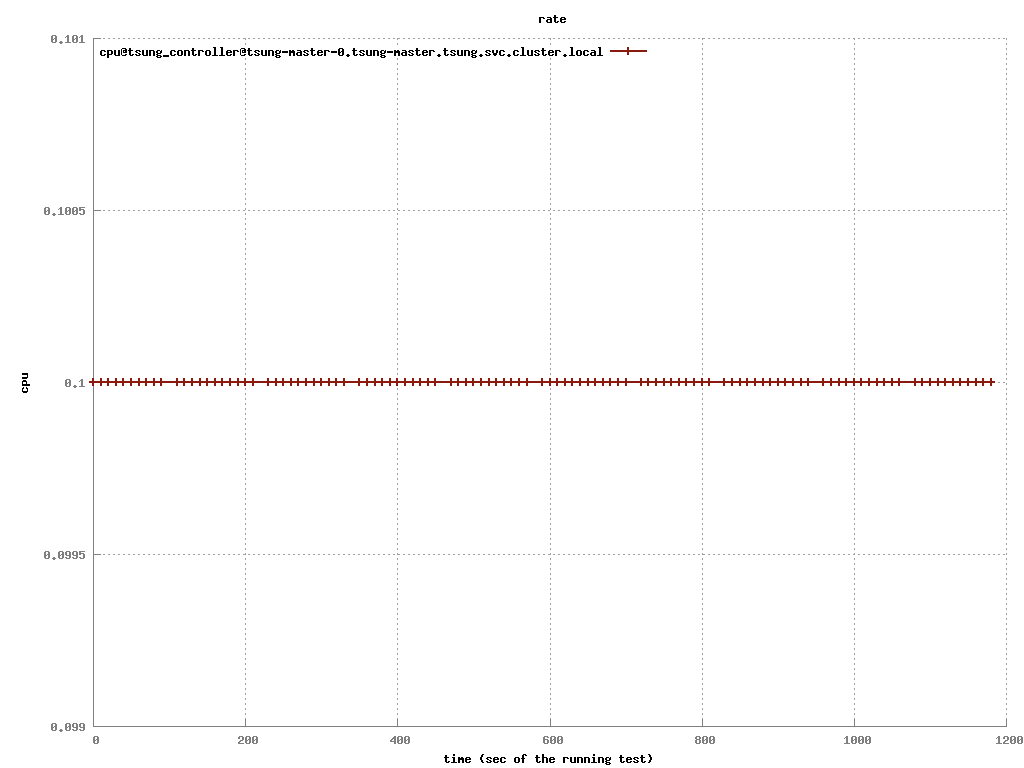 rate
0.101
cpu@tsung_controller@tsung-master-0.tsung-master.tsung.svc.cluster.local
0.1005
cpu
0.1
0.0995
0.099
0 200 400 600 800 1000 1200
time (sec of the running test)